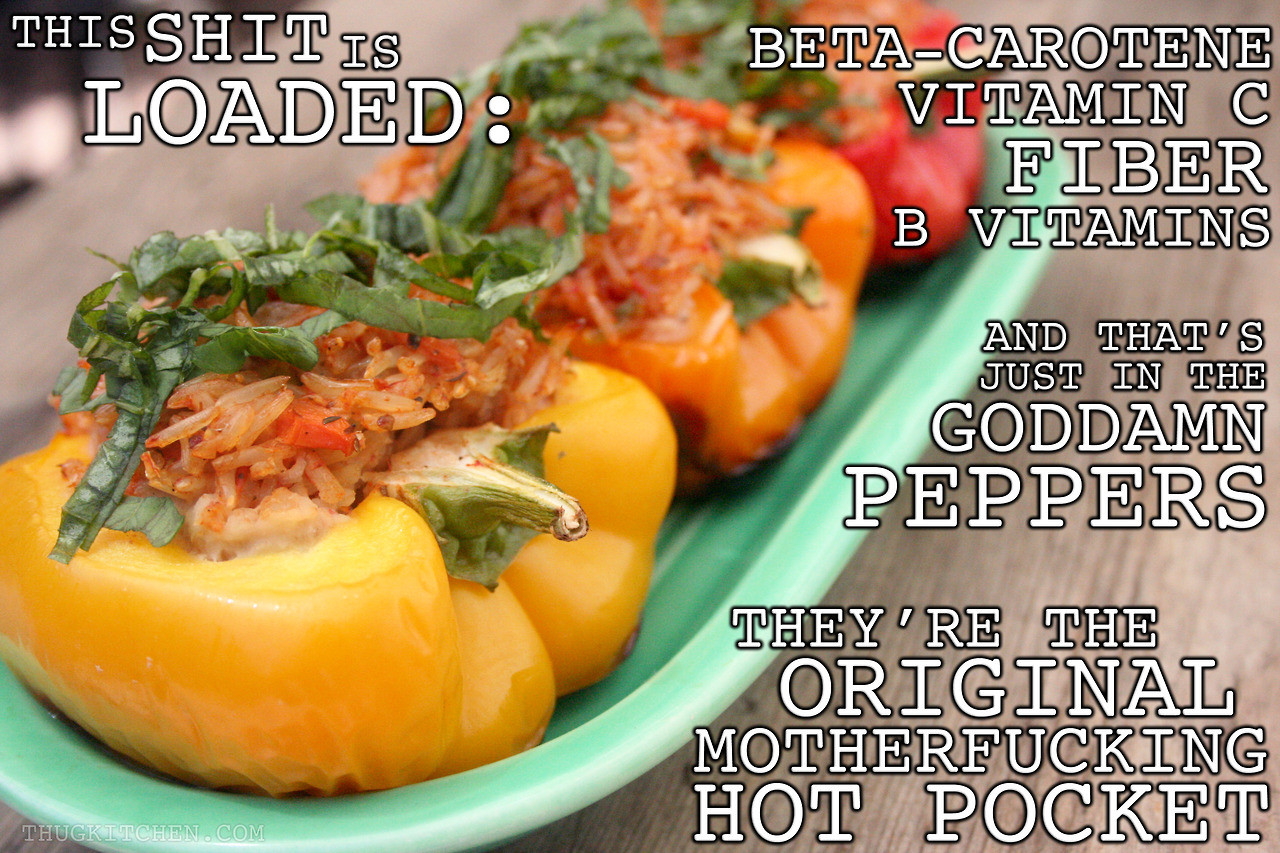 THIS SHIT IS
LOADED:
BETA-CAROTENE
VITAMIN C
FIBER
B VITAMINS
AND THAT'S
JUST IN THE
GODDAMN
PEPPERS
THEY'RE THE
ORIGINAL
MOTHERFUCKING
HOT POCKET
THUGKITCHEN.COM